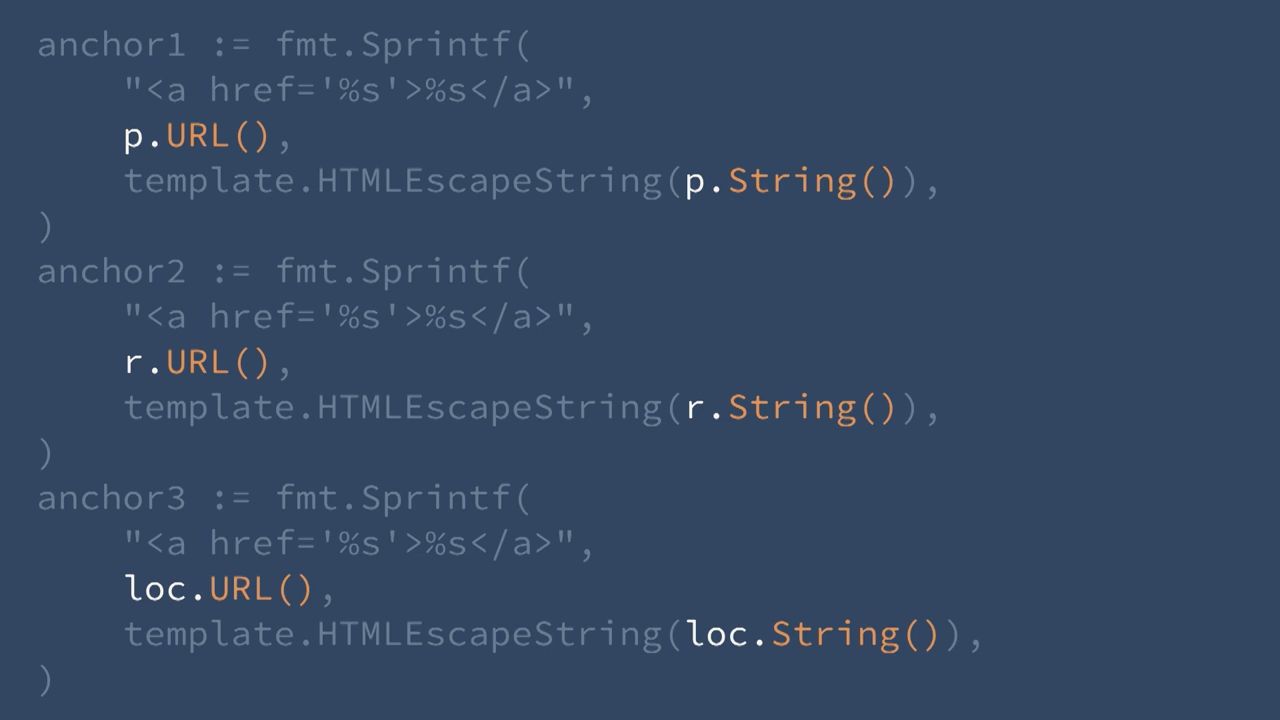 anchor1 := fmt.Sprintf(
    "<a href='%s'>%s</a>",
    p.URL(),
    template.HTMLEscapeString(p.String()),
)
anchor2 := fmt.Sprintf(
    "<a href='%s'>%s</a>",
    r.URL(),
    template.HTMLEscapeString(r.String()),
)
anchor3 := fmt.Sprintf(
    "<a href='%s'>%s</a>",
    loc.URL(),
    template.HTMLEscapeString(loc.String()),
)